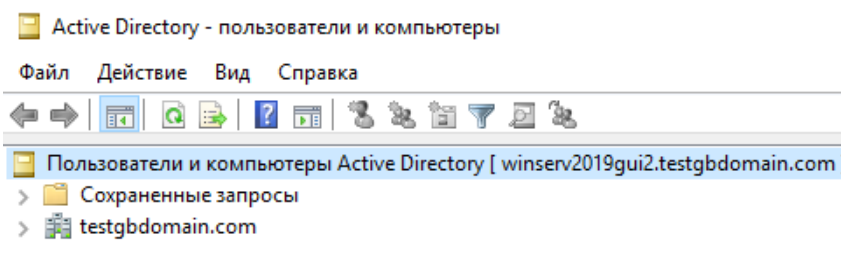 Active Directory - пользователи и компьютеры
Файл Действие Вид Справка
Пользователи и компьютеры Active Directory [ winserv2019gui2.testgbdomain.com
Сохраненные запросы
testgbdomain.com